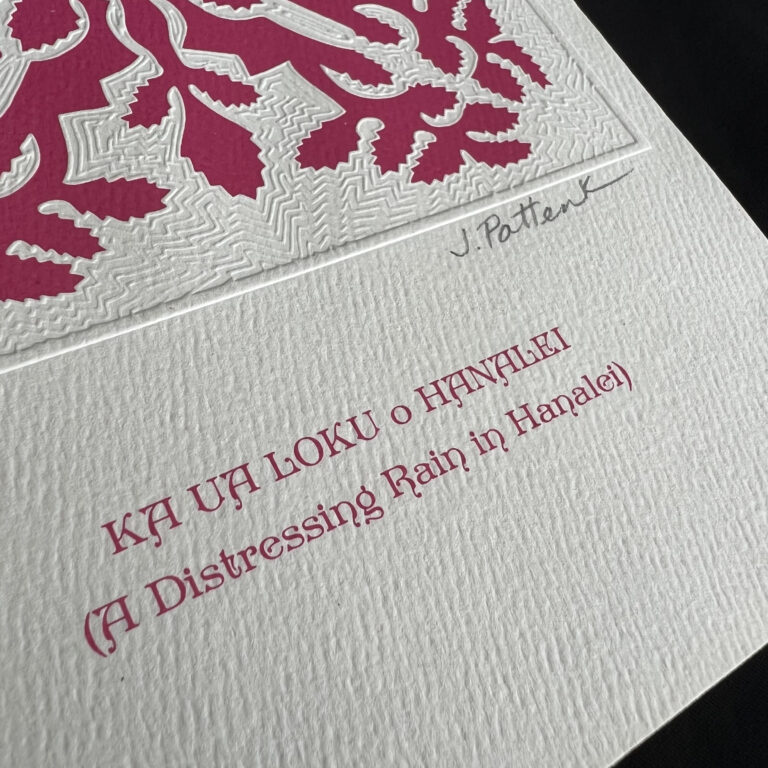 J. Pattenk
KA UA LOKU o HANALEI
(A Distressing Rain in Hanalei)